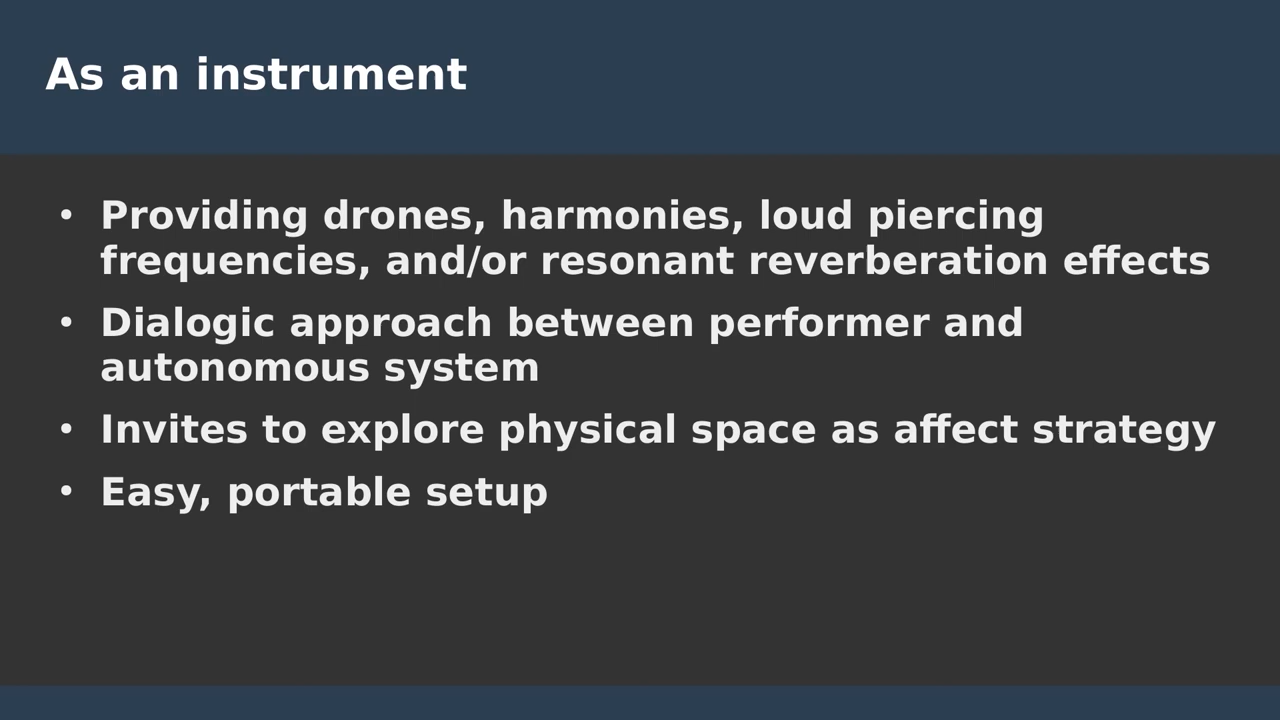 As an instrument
• Providing drones, harmonies, loud piercing
frequencies, and/or resonant reverberation effects
• Dialogic approach between performer and
autonomous system
• Invites to explore physical space as affect strategy
• Easy, portable setup